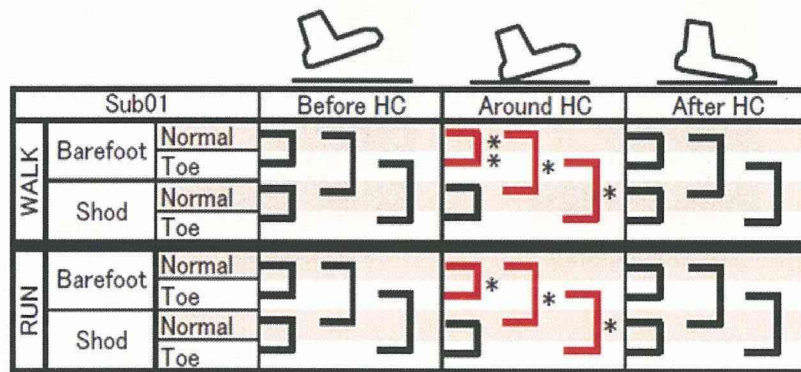 Sub01 Before HC Around HC After HC
WALK Barefoot Normal
*
Toe
* * *
Shod Normal
Toe
RUN Barefoot Normal
Toe
* * *
Shod Normal
Toe